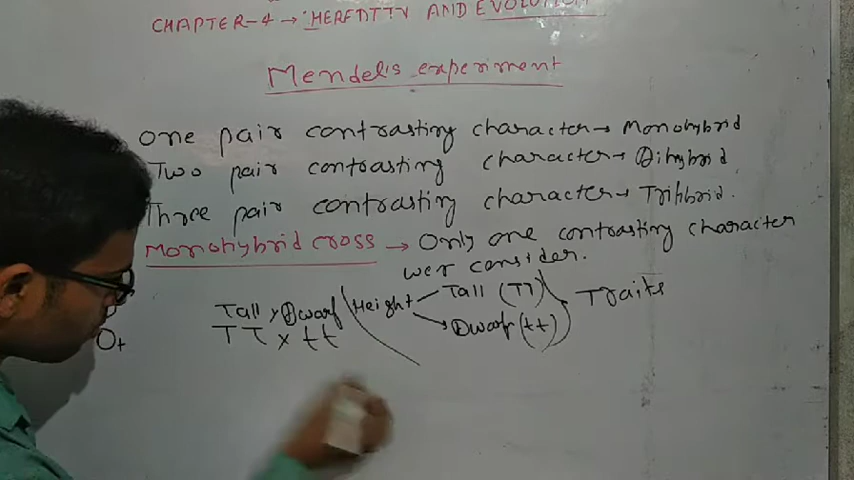 CHAPTER-4 → HEREDITY AND EVOLUTION
Mendel's experiment
One pair contrasting character → Monohybrid
Two pair contrasting character → Dihybrid
Three pair contrasting character → Trihbrid.
Monohybrid cross → Only one contrasting character
wer consider.
Tall x Dwarf Height Tall (TT) Traits
TT x tt Dwarf (tt)